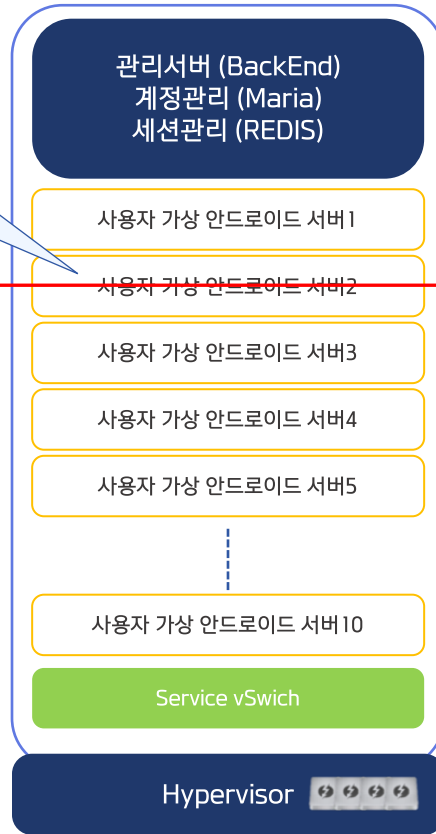 관리서버 (BackEnd)
계정관리 (Maria)
세션관리 (REDIS)
사용자 가상 안드로이드 서버1
사용자 가상 안드로이드 서버2
사용자 가상 안드로이드 서버3
사용자 가상 안드로이드 서버4
사용자 가상 안드로이드 서버5
사용자 가상 안드로이드 서버10
Service vSwich
Hypervisor